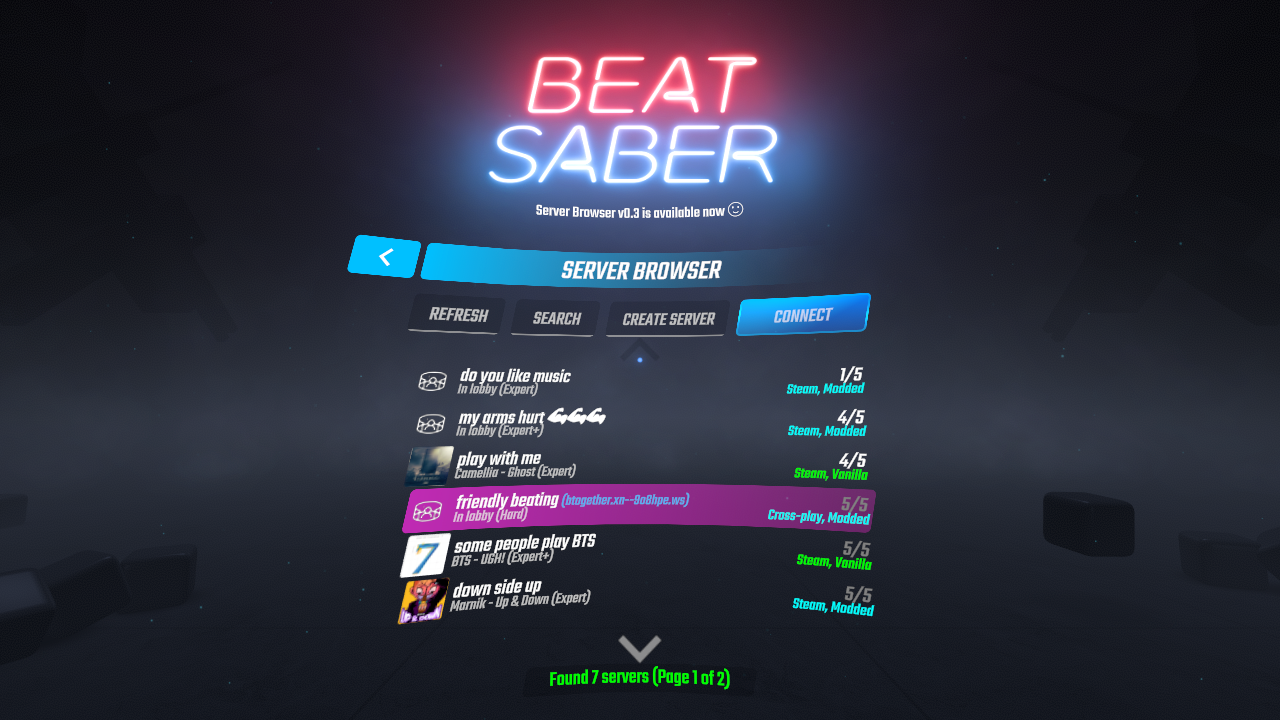 BEAT
SABER
Server Browser v0.3 is available now ☺
SERVER BROWSER
REFRESH SEARCH CREATE SERVER CONNECT
do you like music 1/5
In lobby (Expert) Steam, Modded
my arms hurt 💪💪💪 4/5
In lobby (Expert+) Steam, Modded
play with me 4/5
Camellia - Ghost (Expert) Steam, Vanilla
friendly beating (btogether.xn--9o8hpe.ws) 5/5
In lobby (Hard) Cross-play, Modded
7
some people play BTS 5/5
BTS - UGH! (Expert+) Steam, Vanilla
down side up 5/5
Marnik - Up & Down (Expert) Steam, Modded
Found 7 servers (Page 1 of 2)